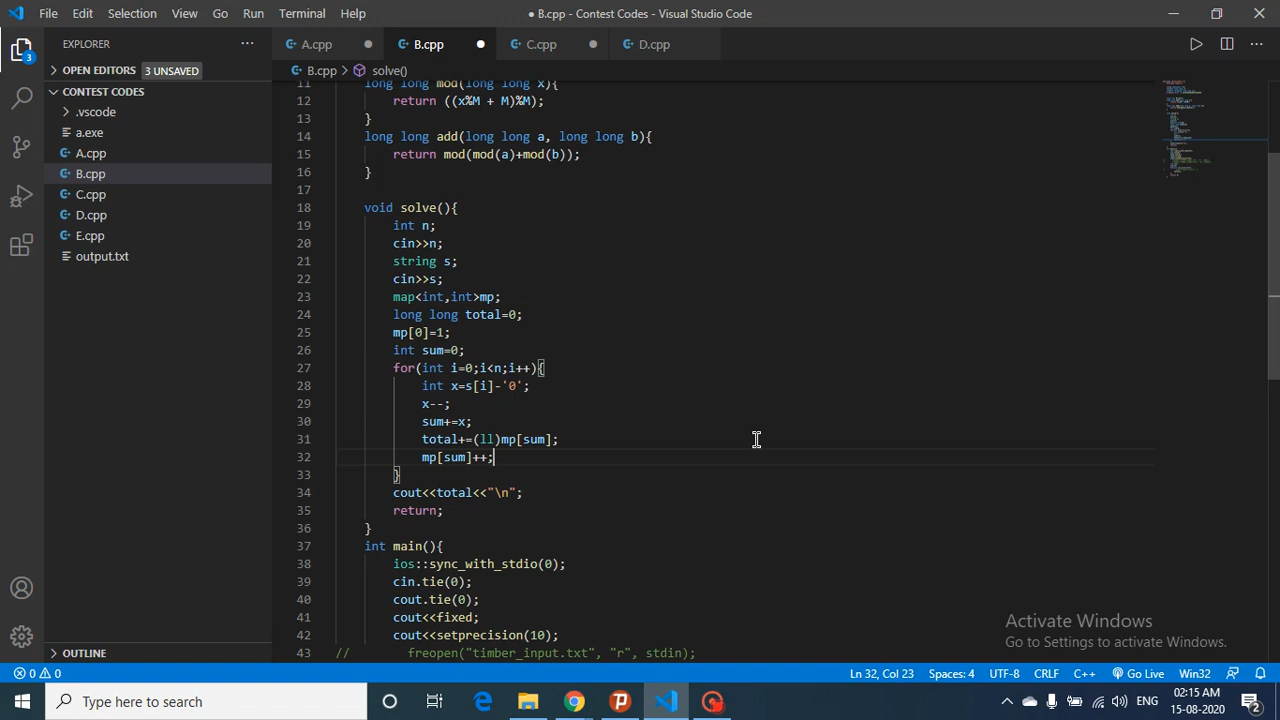 File Edit Selection View Go Run Terminal Help
● B.cpp - Contest Codes - Visual Studio Code
EXPLORER
OPEN EDITORS 3 UNSAVED
CONTEST CODES
.vscode
a.exe
A.cpp
B.cpp
C.cpp
D.cpp
E.cpp
output.txt
OUTLINE
3
A.cpp B.cpp C.cpp D.cpp
B.cpp > solve()
11 long long mod(long long x){
12 return ((x%M + M)%M);
13 }
14 long long add(long long a, long long b){
15 return mod(mod(a)+mod(b));
16 }
17
18 void solve(){
19 int n;
20 cin>>n;
21 string s;
22 cin>>s;
23 map<int,int>mp;
24 long long total=0;
25 mp[0]=1;
26 int sum=0;
27 for(int i=0;i<n;i++){
28 int x=s[i]-'0';
29 x--;
30 sum+=x;
31 total+=(ll)mp[sum];
32 mp[sum]++;
33 }
34 cout<<total<<"\n";
35 return;
36 }
37 int main(){
38 ios::sync_with_stdio(0);
39 cin.tie(0);
40 cout.tie(0);
41 cout<<fixed;
42 cout<<setprecision(10);
43 // freopen("timber_input.txt", "r", stdin);
Activate Windows
Go to Settings to activate Windows.
0 0 Ln 32, Col 23 Spaces: 4 UTF-8 CRLF C++ Go Live Win32
Type here to search
ENG
02:15 AM
15-08-2020
2